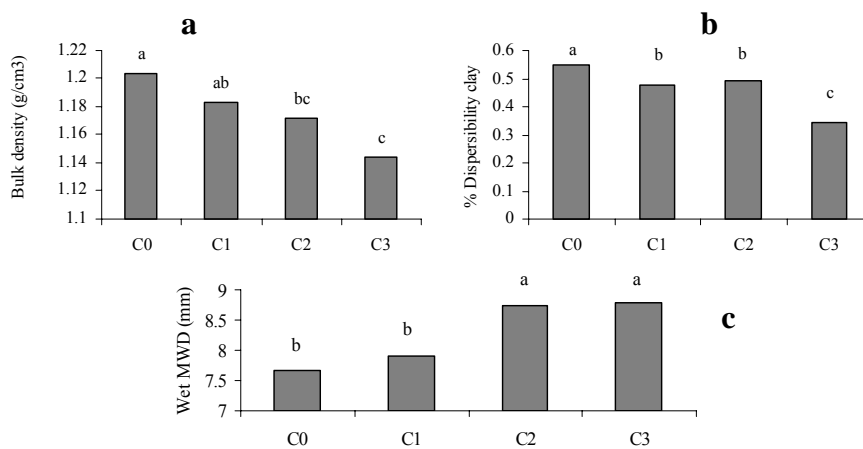 a
Bulk density (g/cm3)
1.22
1.2
1.18
1.16
1.14
1.12
1.1
a
ab
bc
c
C0 C1 C2 C3
b
% Dispersibility clay
0.6
0.5
0.4
0.3
0.2
0.1
0
a
b
b
c
C0 C1 C2 C3
c
Wet MWD (mm)
9
8.5
8
7.5
7
b
b
a
a
C0 C1 C2 C3